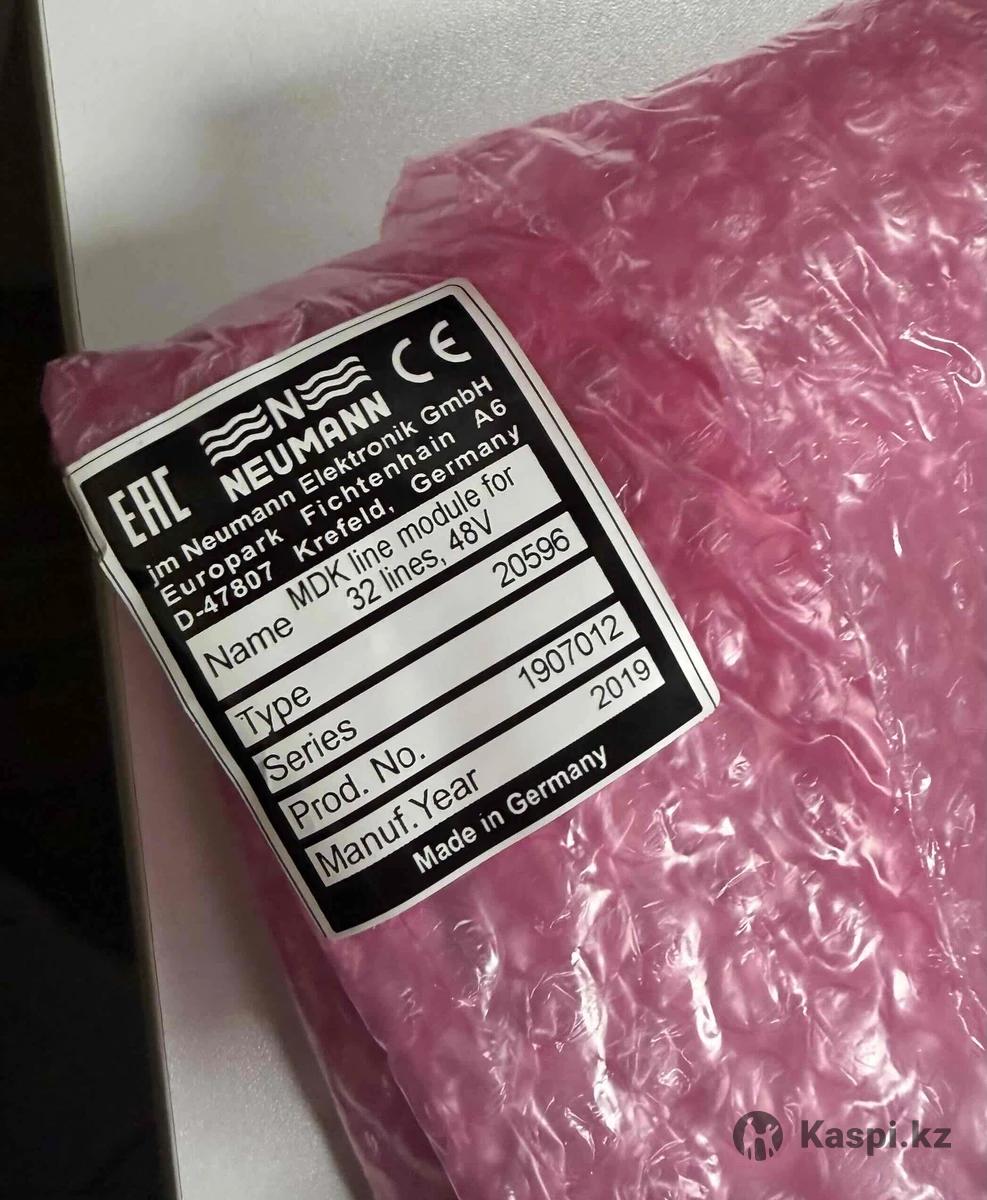 EAC
N
NEUMANN
CE
jm Neumann Elektronik GmbH
Europark Fichtenhain A6
D-47807 Krefeld, Germany
Name MDK line module for
32 lines, 48V
Type 20596
Series
Prod. No. 1907012
Manuf.Year 2019
Made in Germany
Kaspi.kz